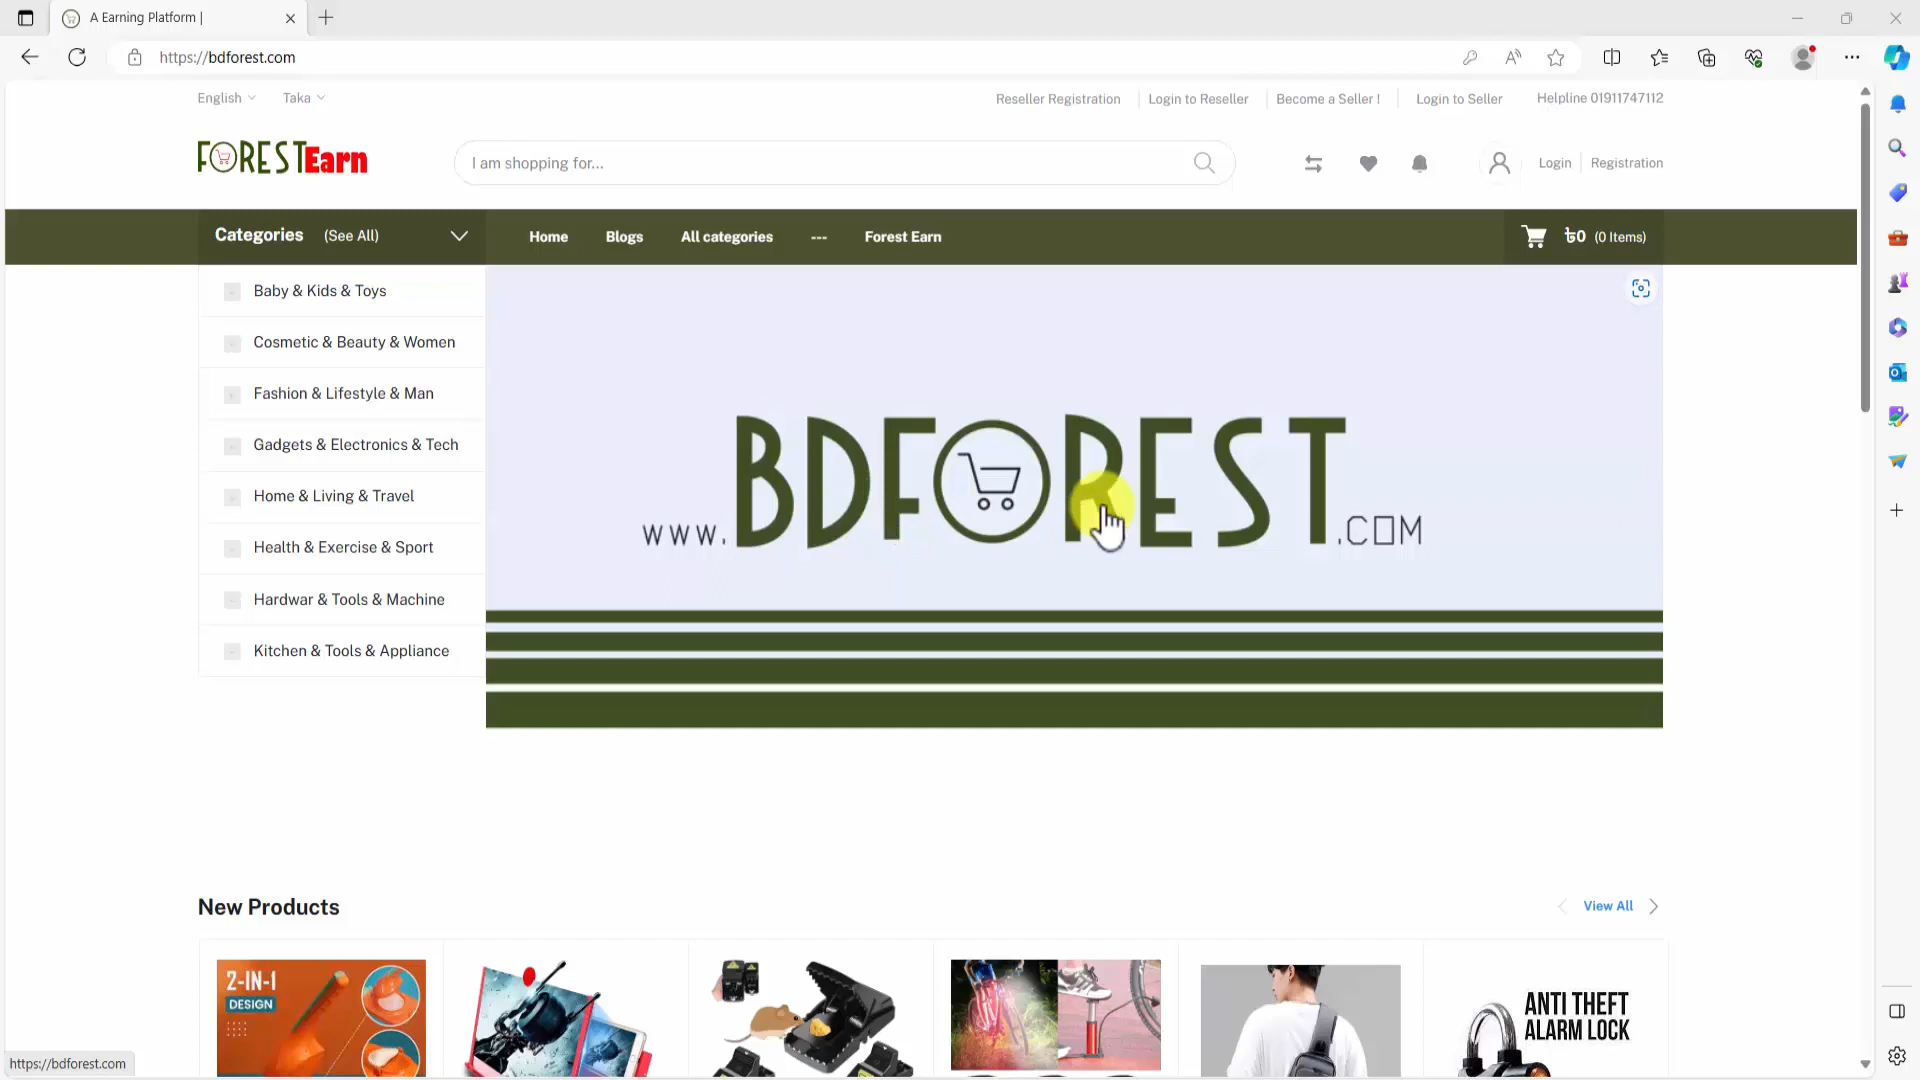 A Earning Platform |
https://bdforest.com
English
Taka
Reseller Registration
Login to Reseller
Become a Seller !
Login to Seller
Helpline 01911747112
FORESTEarn
I am shopping for...
Login
Registration
Categories (See All)
Home
Blogs
All categories
---
Forest Earn
৳0 (0 Items)
Baby & Kids & Toys
Cosmetic & Beauty & Women
Fashion & Lifestyle & Man
Gadgets & Electronics & Tech
Home & Living & Travel
Health & Exercise & Sport
Hardwar & Tools & Machine
Kitchen & Tools & Appliance
www.BDFOREST.COM
New Products
View All
2-IN-1
DESIGN
ANTI THEFT
ALARM LOCK
https://bdforest.com